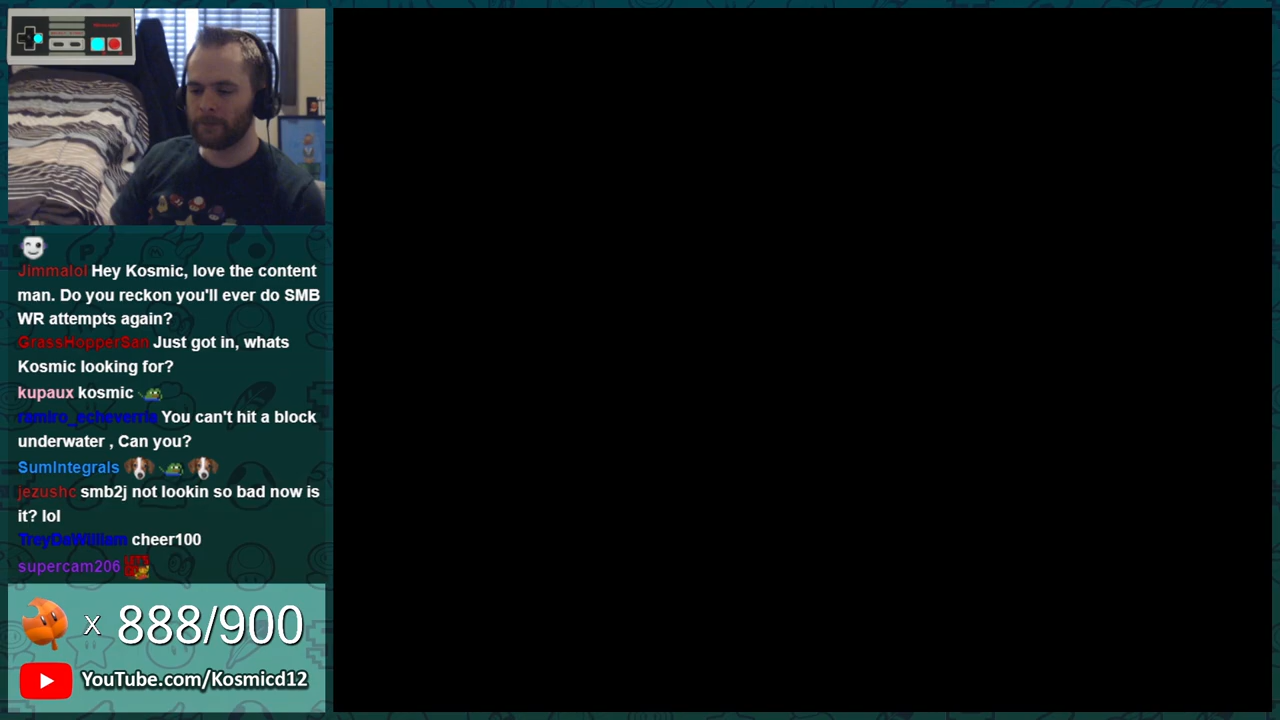 Jimmalol Hey Kosmic, love the content
man. Do you reckon you'll ever do SMB
WR attempts again?
GrassHopperSan Just got in, whats
Kosmic looking for?
kupaux kosmic
ramiro_echeverria You can't hit a block
underwater , Can you?
SumIntegrals
jezushc smb2j not lookin so bad now is
it? lol
TreyDaWilliam cheer100
supercam206
x 888/900
YouTube.com/Kosmicd12